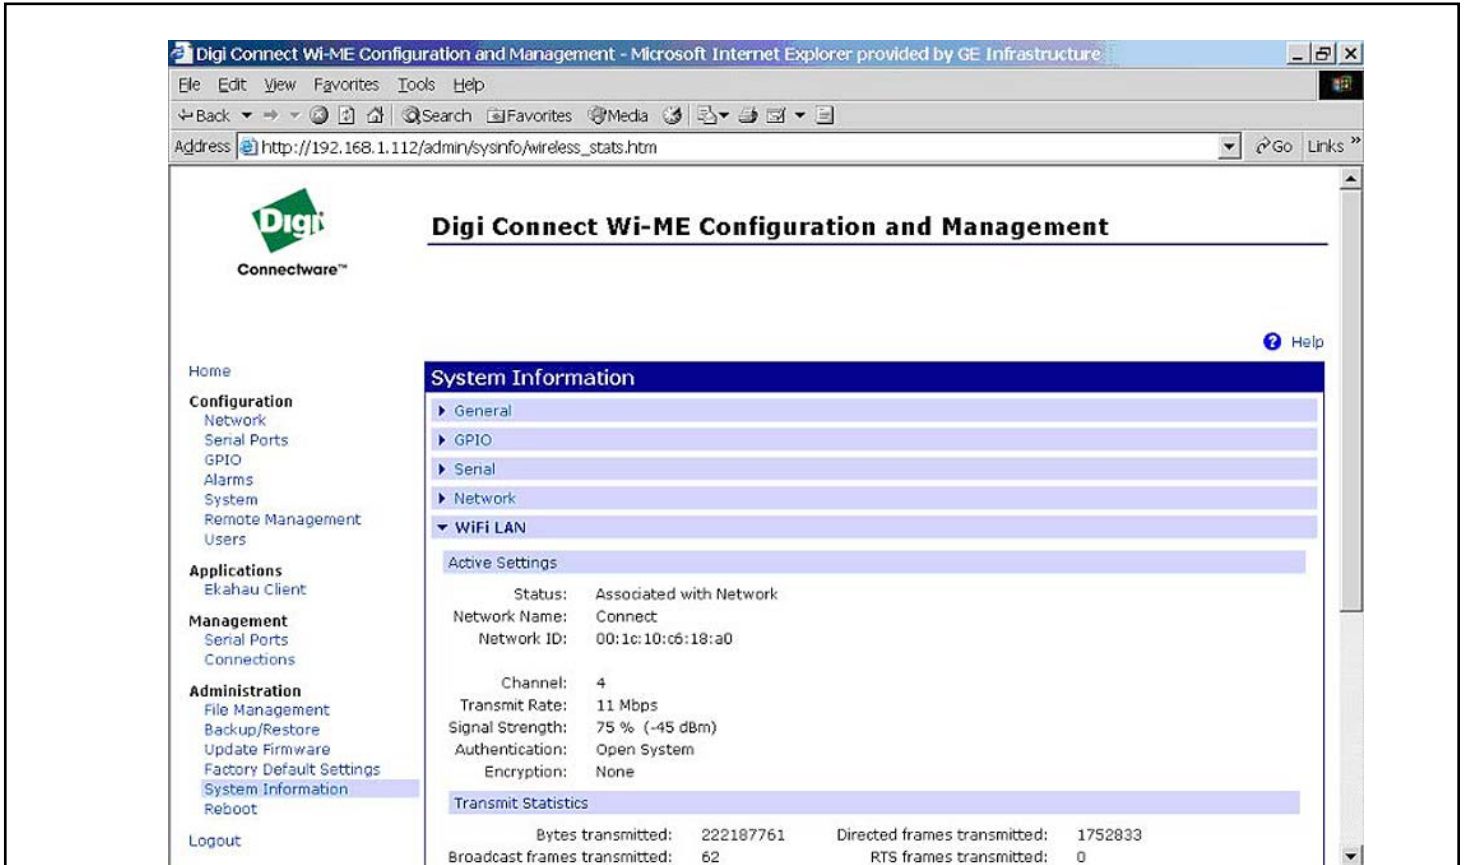 Digi Connect Wi-ME Configuration and Management - Microsoft Internet Explorer provided by GE Infrastructure
File Edit View Favorites Tools Help
Back Search Favorites Media
Address http://192.168.1.112/admin/sysinfo/wireless_stats.htm Go Links »
Digi
Connectware™
Digi Connect Wi-ME Configuration and Management
? Help
Home
Configuration
Network
Serial Ports
GPIO
Alarms
System
Remote Management
Users
Applications
Ekahau Client
Management
Serial Ports
Connections
Administration
File Management
Backup/Restore
Update Firmware
Factory Default Settings
System Information
Reboot
Logout
System Information
General
GPIO
Serial
Network
WiFi LAN
Active Settings
Status: Associated with Network
Network Name: Connect
Network ID: 00:1c:10:c6:18:a0
Channel: 4
Transmit Rate: 11 Mbps
Signal Strength: 75 % (-45 dBm)
Authentication: Open System
Encryption: None
Transmit Statistics
Bytes transmitted: 222187761 Directed frames transmitted: 1752833
Broadcast frames transmitted: 62 RTS frames transmitted: 0